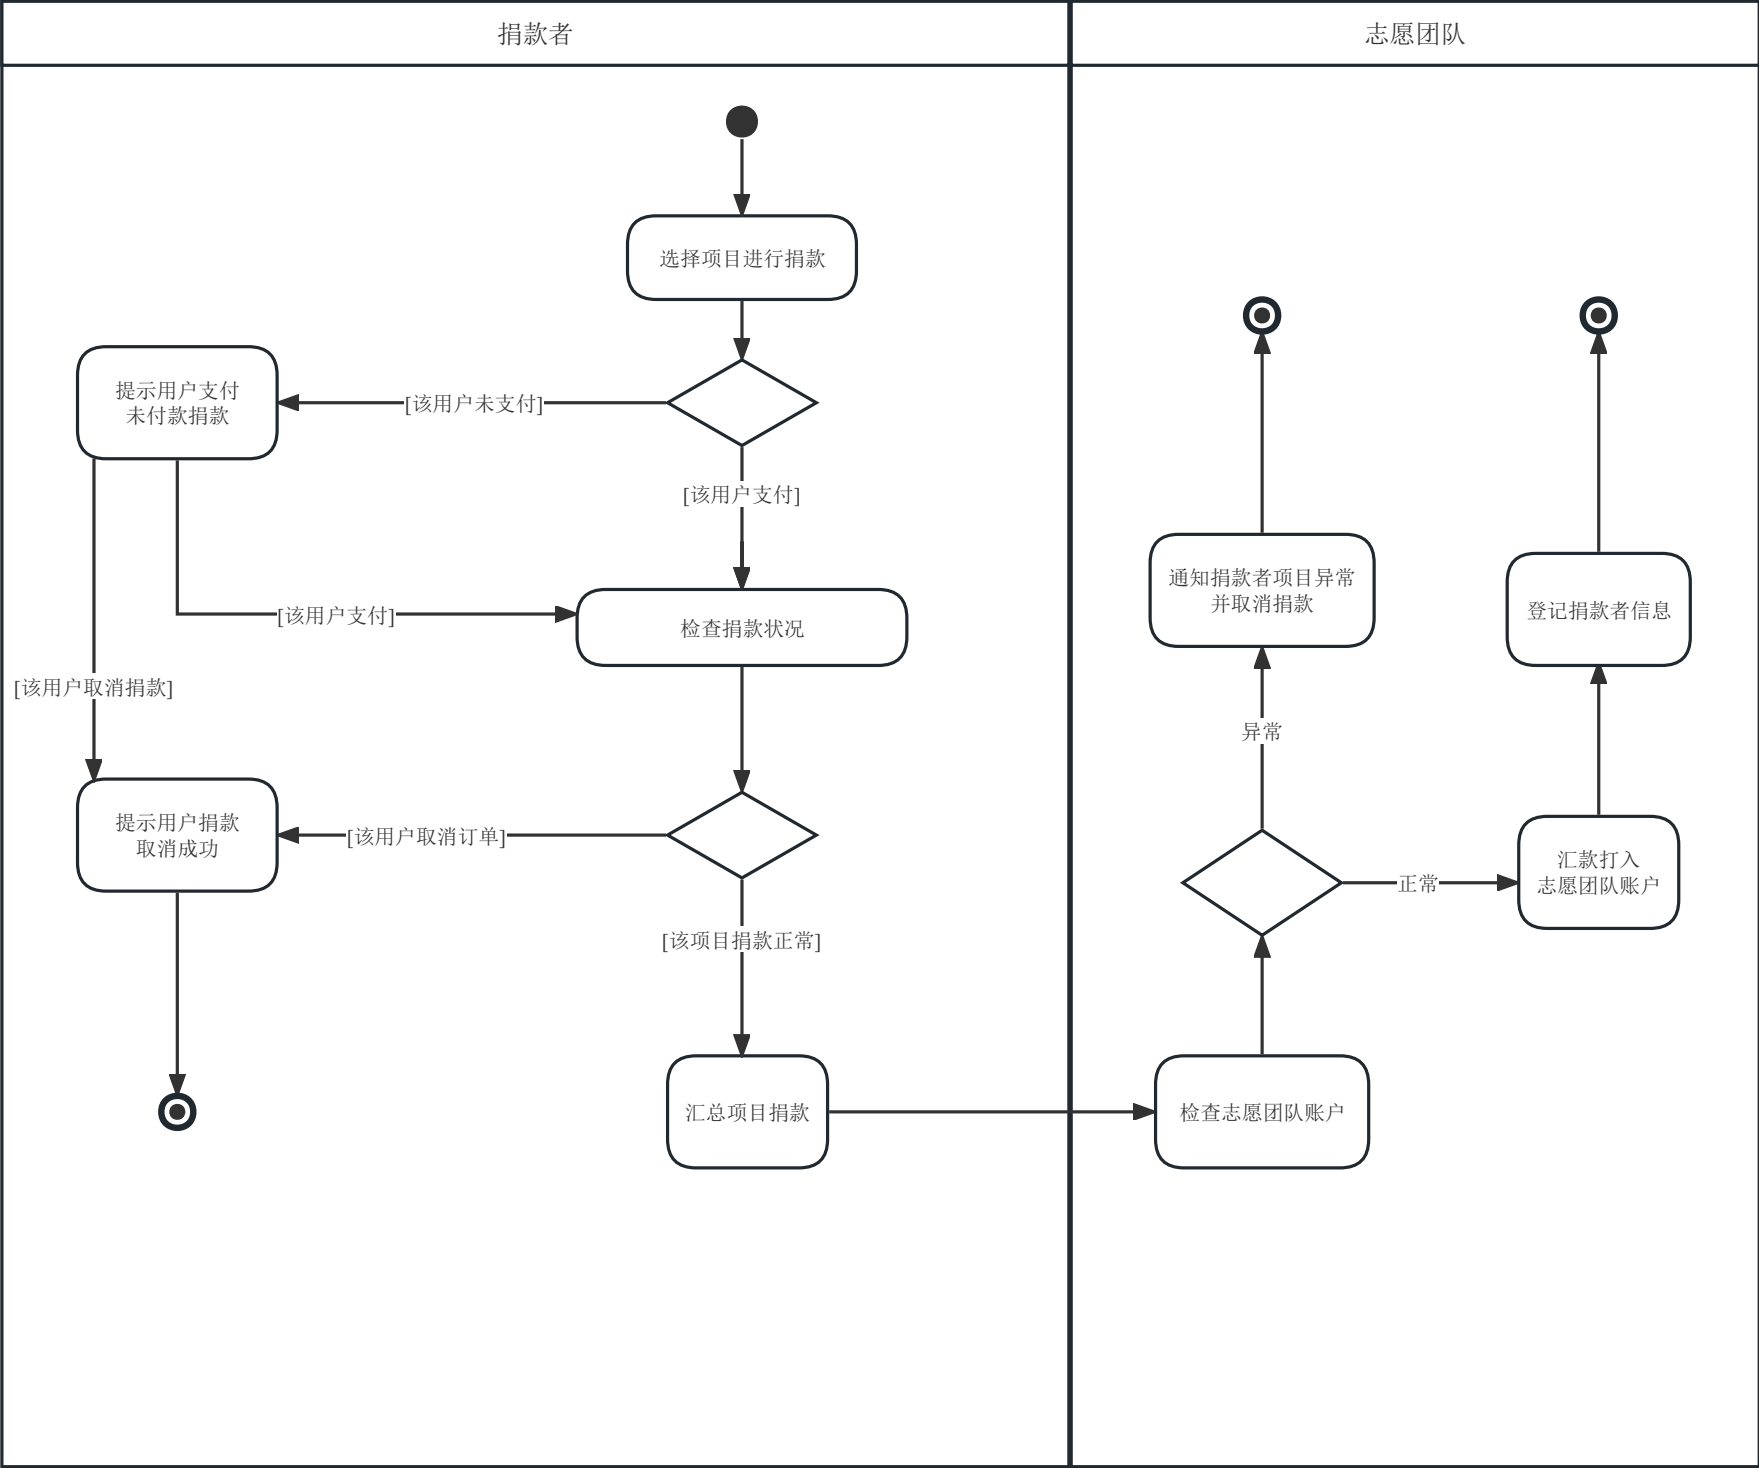 捐款者
志愿团队
选择项目进行捐款
提示用户支付
未付款捐款
[该用户未支付]
[该用户支付]
通知捐款者项目异常
并取消捐款
登记捐款者信息
[该用户支付]
检查捐款状况
[该用户取消捐款]
异常
提示用户捐款
取消成功
[该用户取消订单]
正常
汇款打入
志愿团队账户
[该项目捐款正常]
汇总项目捐款
检查志愿团队账户